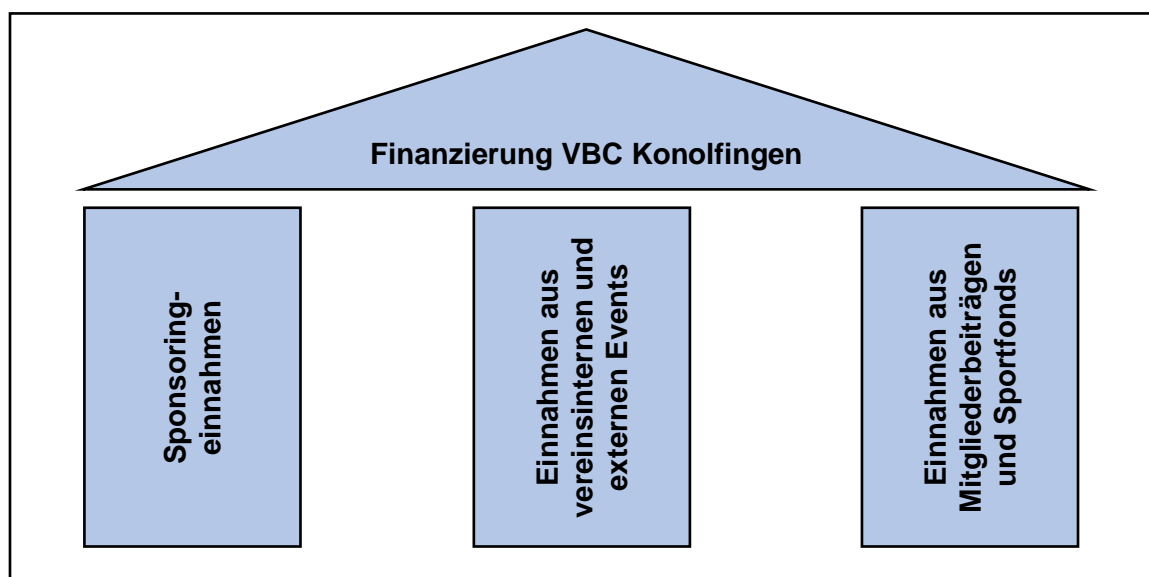 Finanzierung VBC Konolfingen
Sponsoring-
einnahmen
Einnahmen aus
vereinsinternen und
externen Events
Einnahmen aus
Mitgliederbeiträgen
und Sportfonds